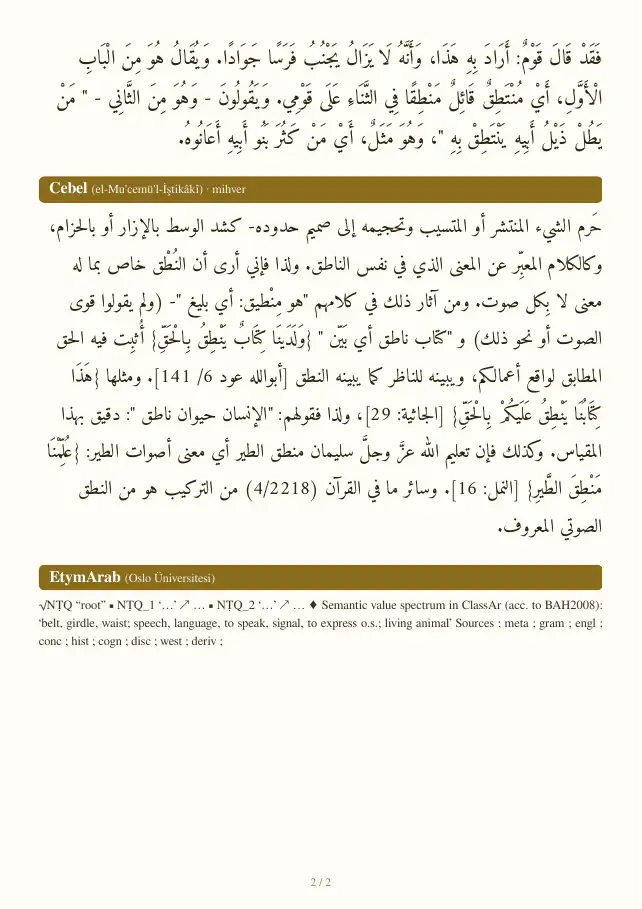 فَقَدْ قَالَ قَوْمٌ: أَرَادَ بِهِ هَذَا، وَأَنَّهُ لَا يَزَالُ يَجْنُبُ فَرَسًا جَوَادًا. وَيُقَالُ هُوَ مِنَ الْبَابِ
الْأَوَّلِ، أَيْ مُنْتَطِقٌ قَائِلٌ مَنْطِقًا فِي الثَّنَاءِ عَلَى قَوْمِي. وَيَقُولُونَ - وَهُوَ مِنَ الثَّانِي - " مَنْ
يَطُلْ ذَيْلُ أَبِيهِ يَنْتَطِقْ بِهِ "، وَهُوَ مَثَلٌ، أَيْ مَنْ كَثُرَ بَنُو أَبِيهِ أَعَانُوهُ.
Cebel (el-Mu'cemü'l-İştikâkî) · mihver
حَرم الشيء المنتشر أو المتسيب وتحجيمه إلى صميم حدوده- كشد الوسط بالإزار أو بالحزام،
وكالكلام المعبِّر عن المعنى الذي في نفس الناطق. ولذا فإني أرى أن النُطْق خاص بما له
معنى لا بكل صوت. ومن آثار ذلك في كلامهم "هو مِنْطيق: أي بليغ "- (ولم يقولوا قوى
الصوت أو نحو ذلك) و "كتاب ناطق أي بَيّن " {وَلَدَينَا كِتَابٌ يَنْطِقُ بِالْحَقِّ} أُثبِت فيه الحق
المطابق لواقع أعمالكم، ويبينه للناظر كما يبينه النطق [أبوالله عود 6/ 141]. ومثلها {هَذَا
كِتَابُنَا يَنْطِقُ عَلَيكُمْ بِالْحَقِّ} [الجاثية: 29]، ولذا فقولهم: "الإنسان حيوان ناطق ": دقيق بهذا
المقياس. وكذلك فإن تعليم الله عزَّ وجلَّ سليمان منطق الطير أي معنى أصوات الطير: {عُلِّمْنَا
مَنْطِقَ الطَّيرِ} [النمل: 16]. وسائر ما في القرآن (4/2218) من التركيب هو من النطق
الصوتي المعروف.
EtymArab (Oslo Üniversitesi)
√NṬQ “root” ▪ NṬQ_1 ‘…’ ↗ … ▪ NṬQ_2 ‘…’ ↗ … ♦ Semantic value spectrum in ClassAr (acc. to BAH2008):
‘belt, girdle, waist; speech, language, to speak, signal, to express o.s.; living animal’ Sources ; meta ; gram ; engl ;
conc ; hist ; cogn ; disc ; west ; deriv ;
2 / 2